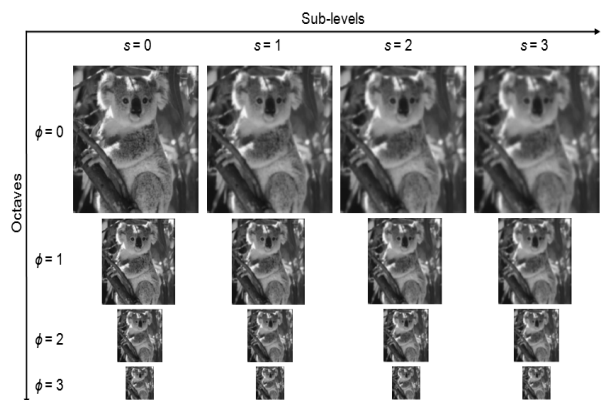 Sub-levels
s = 0
s = 1
s = 2
s = 3
Octaves
ϕ = 0
ϕ = 1
ϕ = 2
ϕ = 3